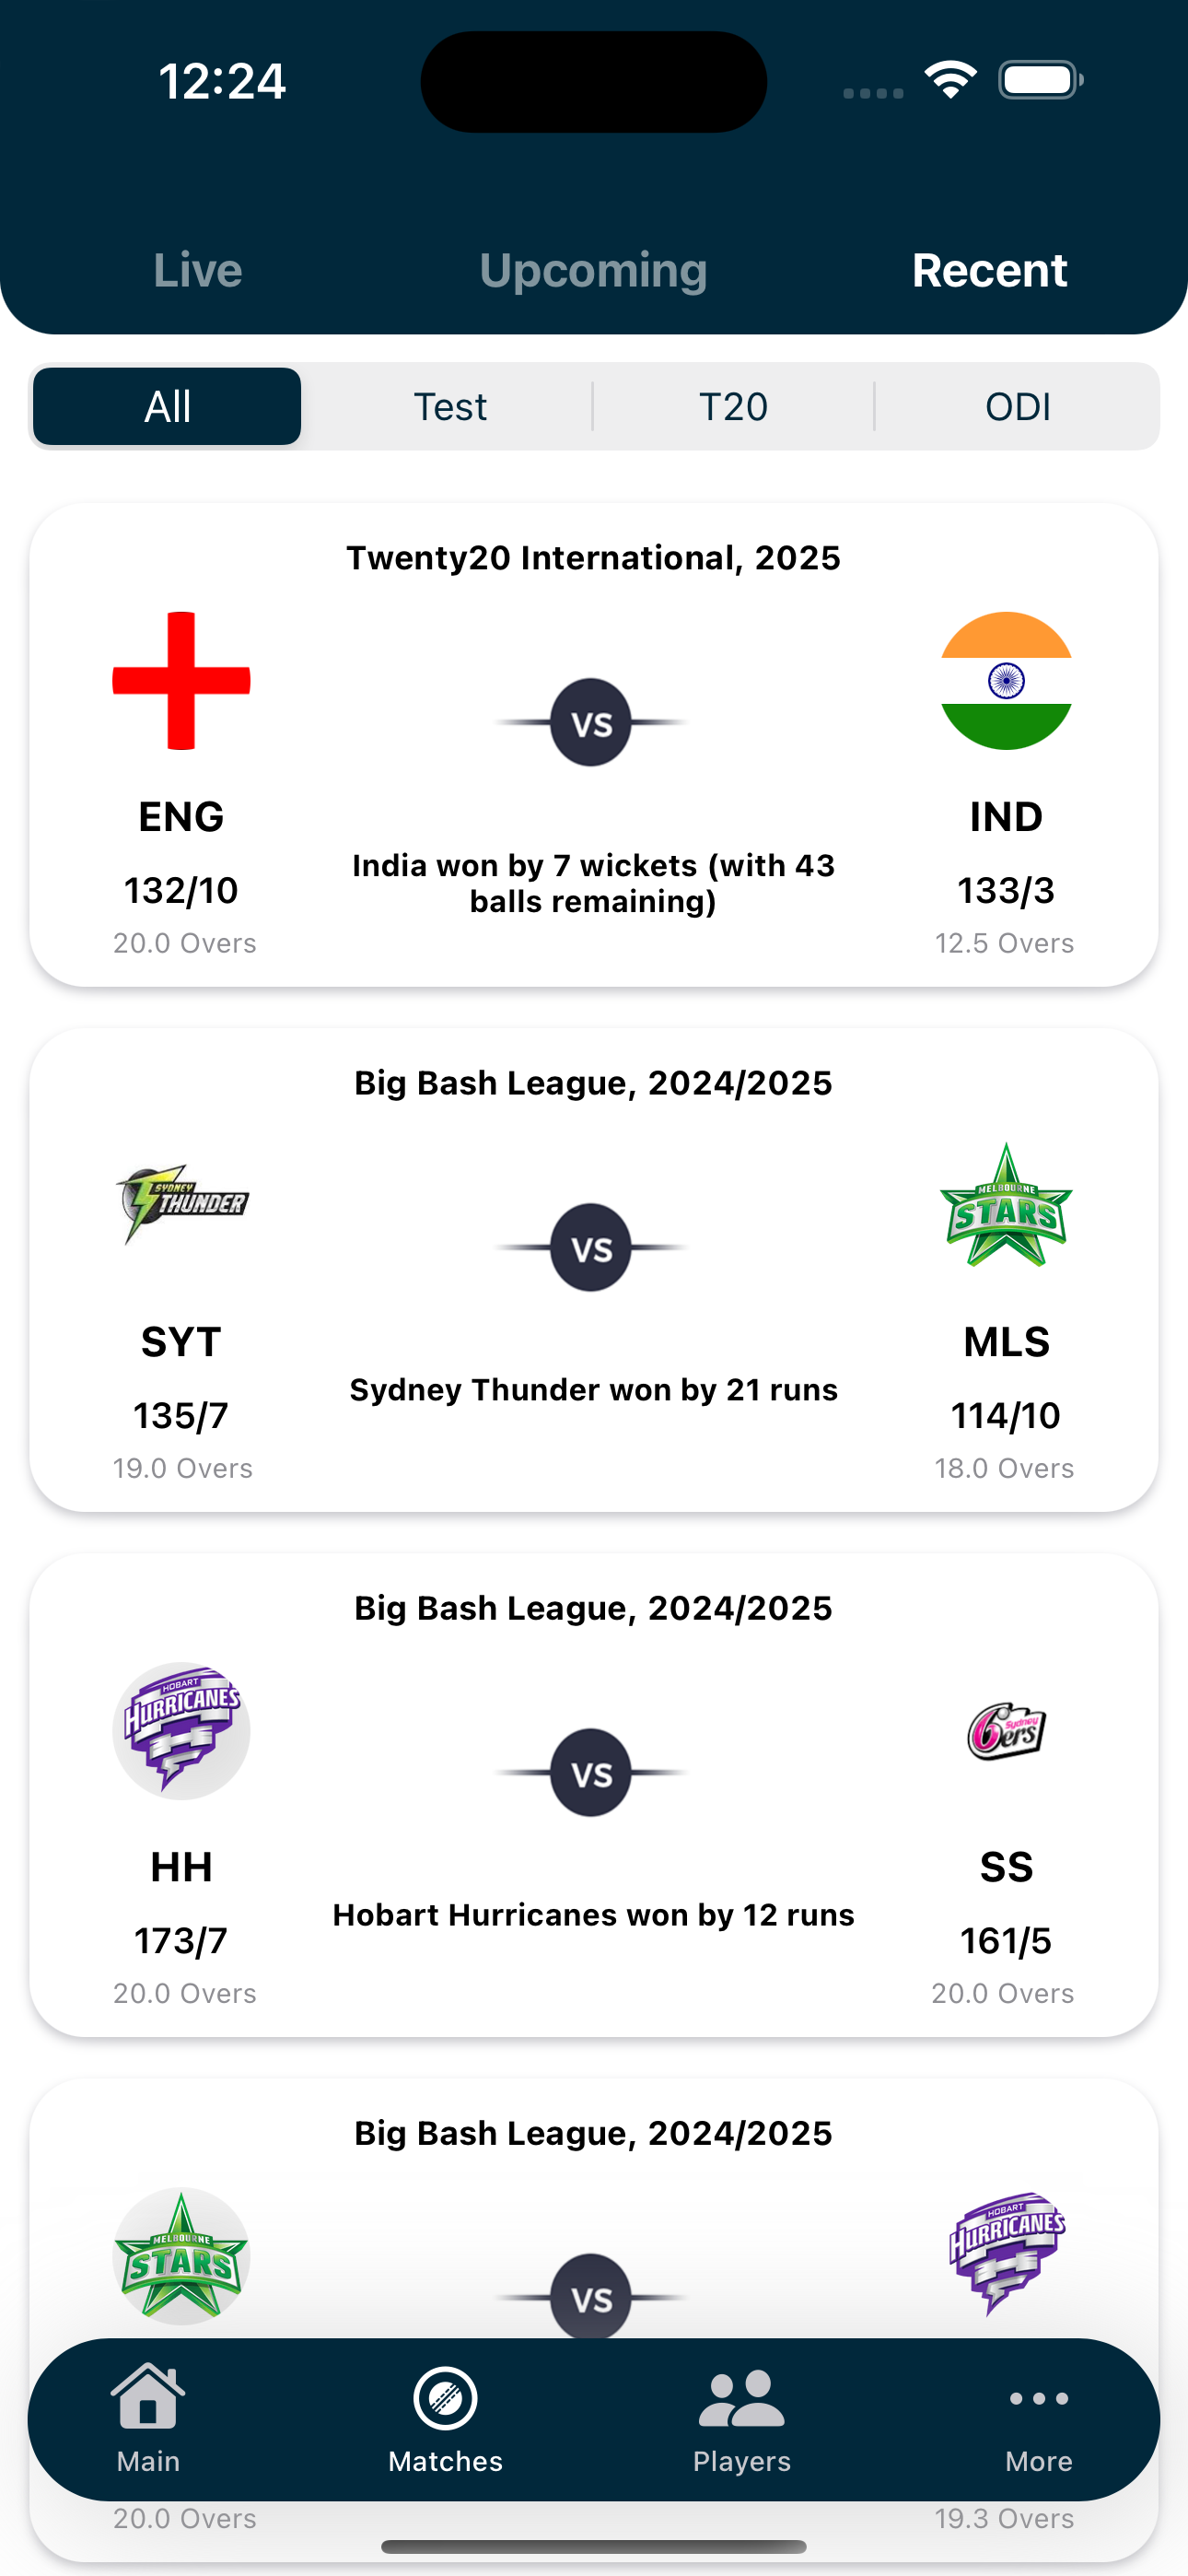 12:24
Live Upcoming Recent
All Test T20 ODI
Twenty20 International, 2025
VS
ENG IND
India won by 7 wickets (with 43
balls remaining)
132/10 133/3
20.0 Overs 12.5 Overs
Big Bash League, 2024/2025
SYDNEY
THUNDER
MELBOURNE
STARS
VS
SYT MLS
Sydney Thunder won by 21 runs
135/7 114/10
19.0 Overs 18.0 Overs
Big Bash League, 2024/2025
HOBART
HURRICANES
Sydney
6ers
VS
HH SS
Hobart Hurricanes won by 12 runs
173/7 161/5
20.0 Overs 20.0 Overs
Big Bash League, 2024/2025
MELBOURNE
STARS
HOBART
HURRICANES
VS
Main Matches Players More
20.0 Overs 19.3 Overs